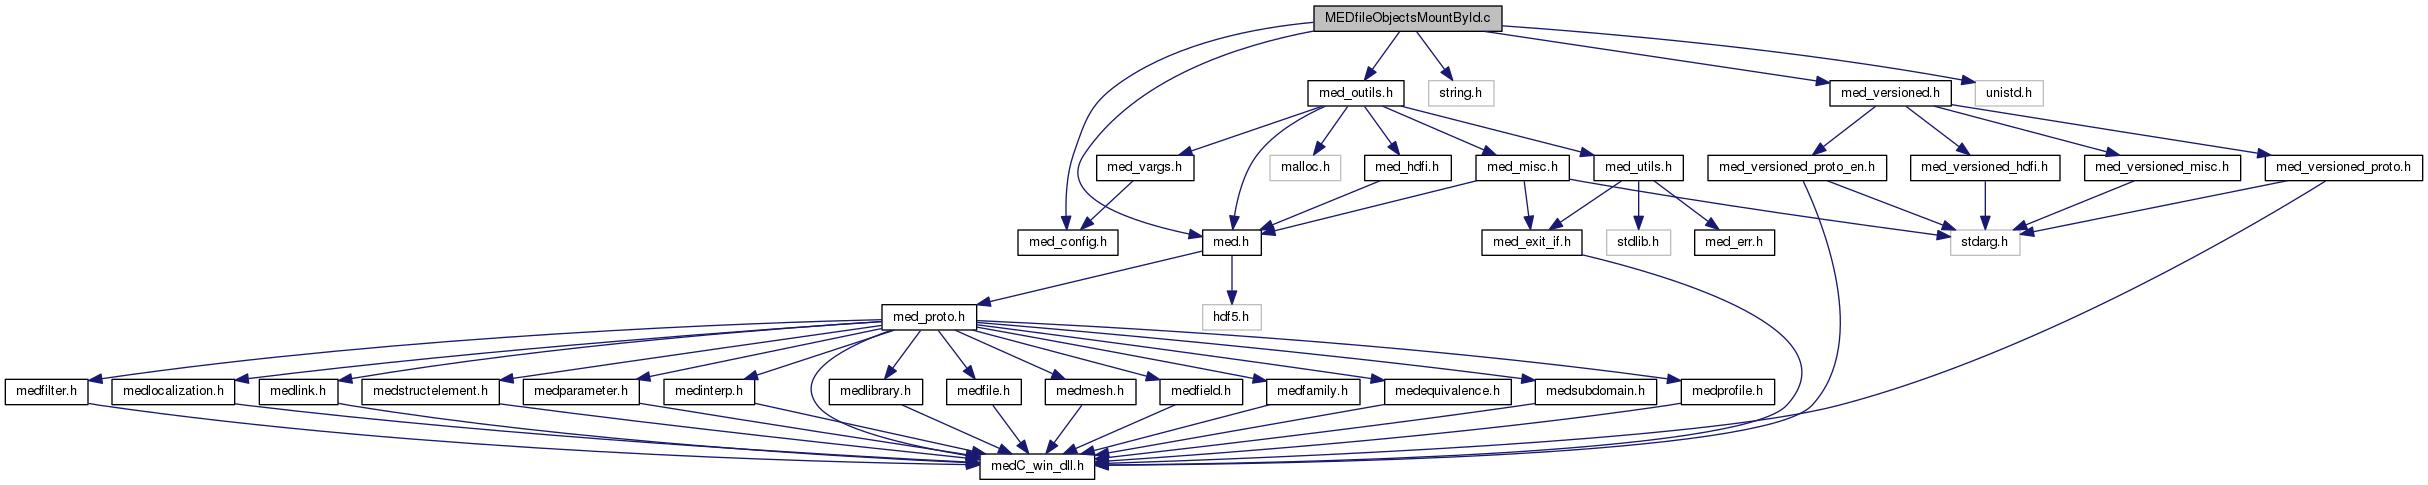 MEDfileObjectsMountById.c
med_outils.h
string.h
med_versioned.h
unistd.h
med_vargs.h
malloc.h
med_hdfi.h
med_misc.h
med_utils.h
med_versioned_proto_en.h
med_versioned_hdfi.h
med_versioned_misc.h
med_versioned_proto.h
med_config.h
med.h
med_exit_if.h
stdlib.h
med_err.h
stdarg.h
med_proto.h
hdf5.h
medfilter.h
medlocalization.h
medlink.h
medstructelement.h
medparameter.h
medinterp.h
medlibrary.h
medfile.h
medmesh.h
medfield.h
medfamily.h
medequivalence.h
medsubdomain.h
medprofile.h
medC_win_dll.h